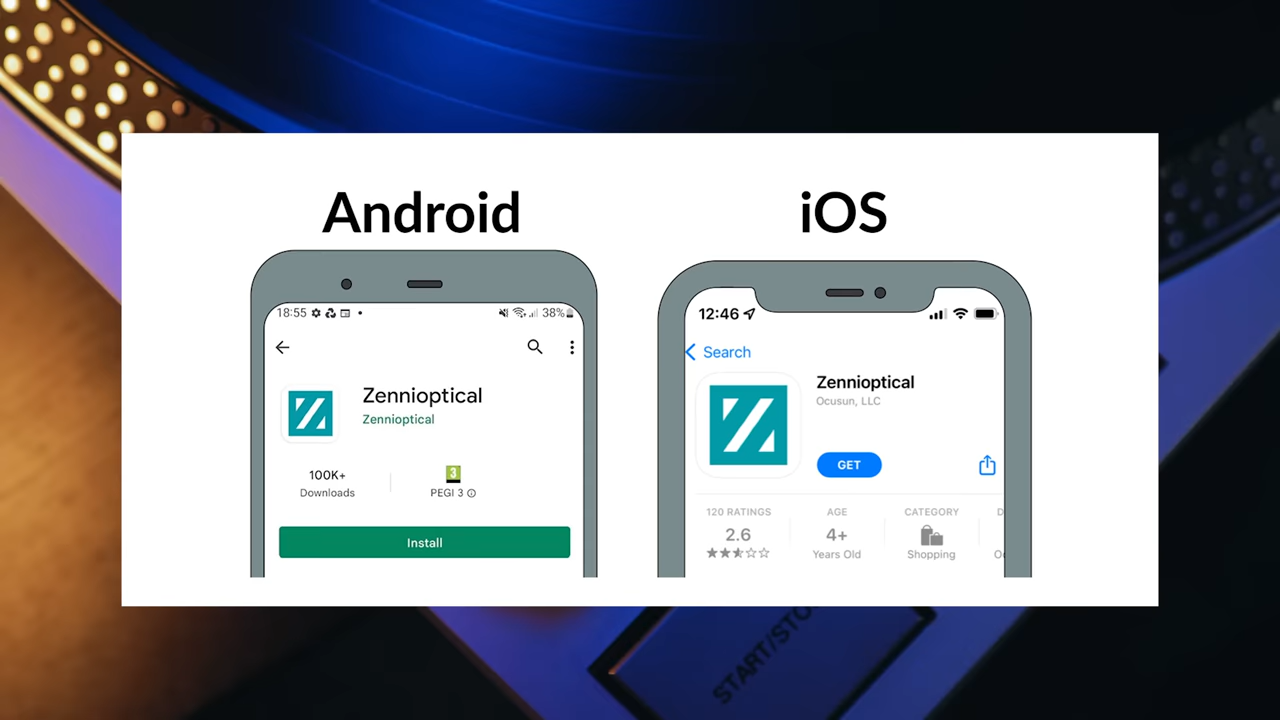 Android
iOS
18:55
38%
Zennioptical
Zennioptical
100K+
Downloads
3
PEGI 3
Install
12:46
Search
Zennioptical
Ocusun, LLC
GET
120 RATINGS
2.6
AGE
4+
Years Old
CATEGORY
Shopping
START/STO